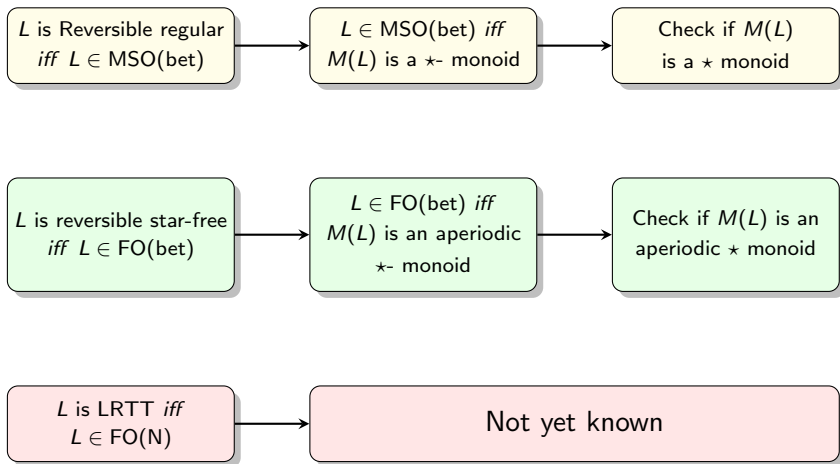 L is Reversible regular
iff L ∈ MSO(bet)
L ∈ MSO(bet) iff
M(L) is a ⋆- monoid
Check if M(L)
is a ⋆ monoid
L is reversible star-free
iff L ∈ FO(bet)
L ∈ FO(bet) iff
M(L) is an aperiodic
⋆- monoid
Check if M(L) is an
aperiodic ⋆ monoid
L is LRTT iff
L ∈ FO(N)
Not yet known